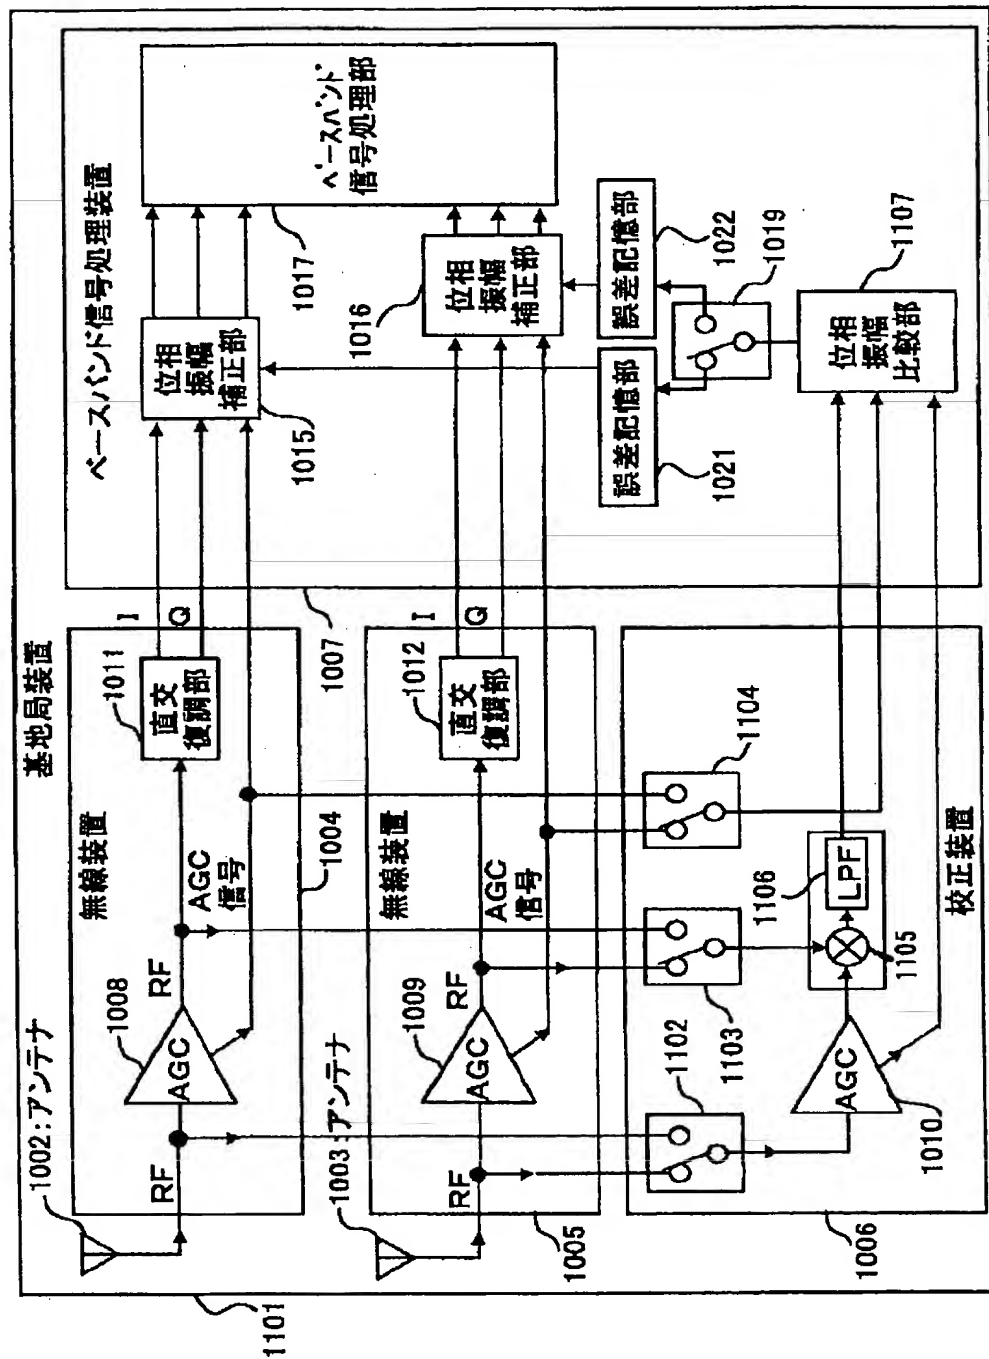 基地局装置
1101
1002:アンテナ
無線装置
1004
RF
1008
AGC
RF
AGC
信号
1011
直交
復調部
I
Q
1003:アンテナ
無線装置
1005
RF
1009
AGC
RF
AGC
信号
1012
直交
復調部
I
Q
校正装置
1006
1102
1103
1104
1010
AGC
1105
1106
LPF
ベースバンド信号処理装置
1007
1015
位相
振幅
補正部
1016
位相
振幅
補正部
1017
ベースバンド
信号処理部
1021
誤差記憶部
誤差記憶部
1022
1019
1107
位相
振幅
比較部